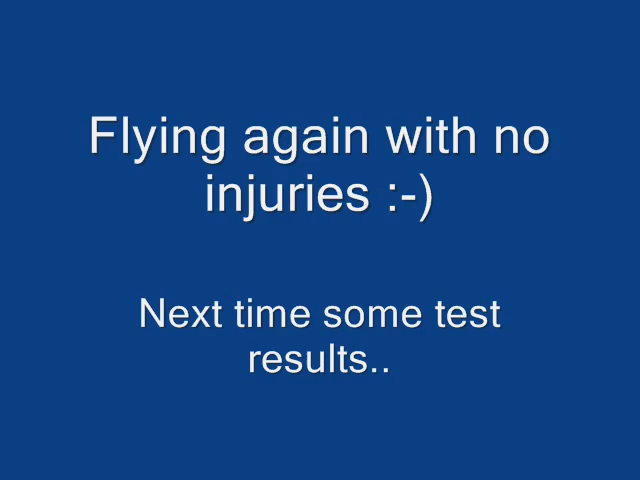 Flying again with no
injuries :-)
Next time some test
results..